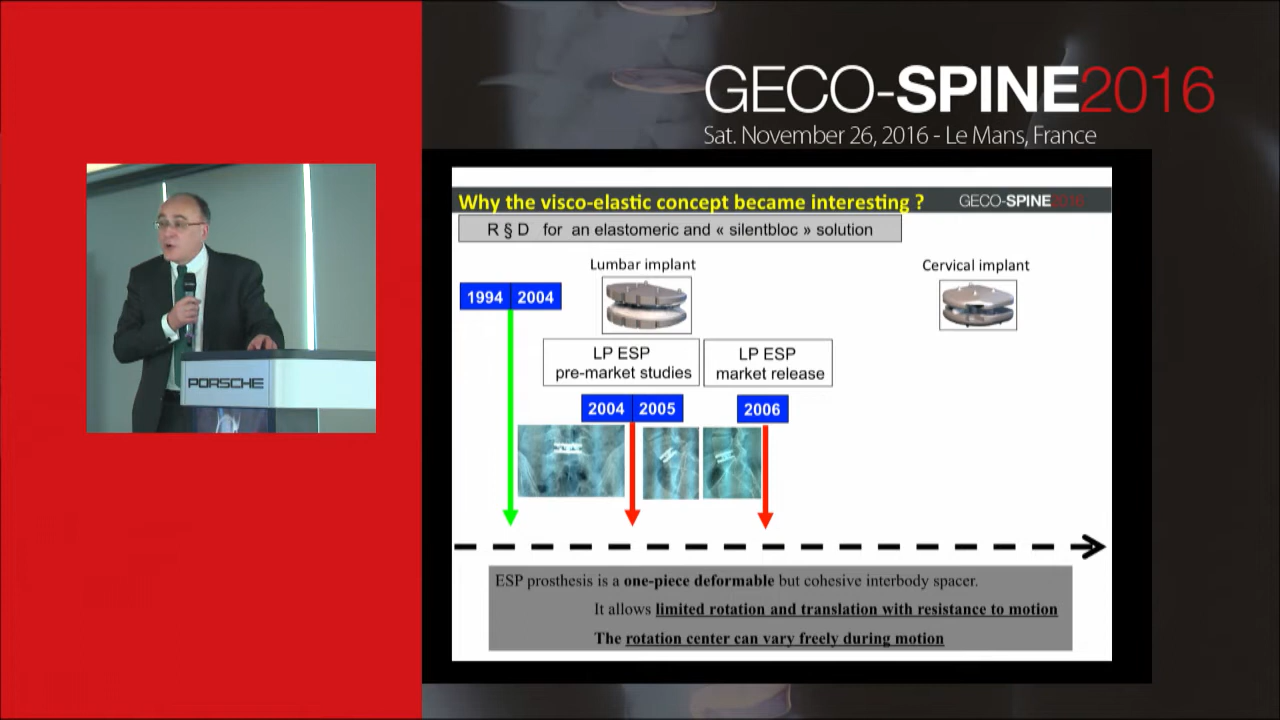 GECO-SPINE2016
Sat. November 26, 2016 - Le Mans, France
Why the visco-elastic concept became interesting ?
GECO-SPINE2016
R § D for an elastomeric and « silentbloc » solution
Lumbar implant
Cervical implant
1994 2004
LP ESP
pre-market studies
LP ESP
market release
2004 2005
2006
PORSCHE
ESP prosthesis is a one-piece deformable but cohesive interbody spacer.
It allows limited rotation and translation with resistance to motion
The rotation center can vary freely during motion